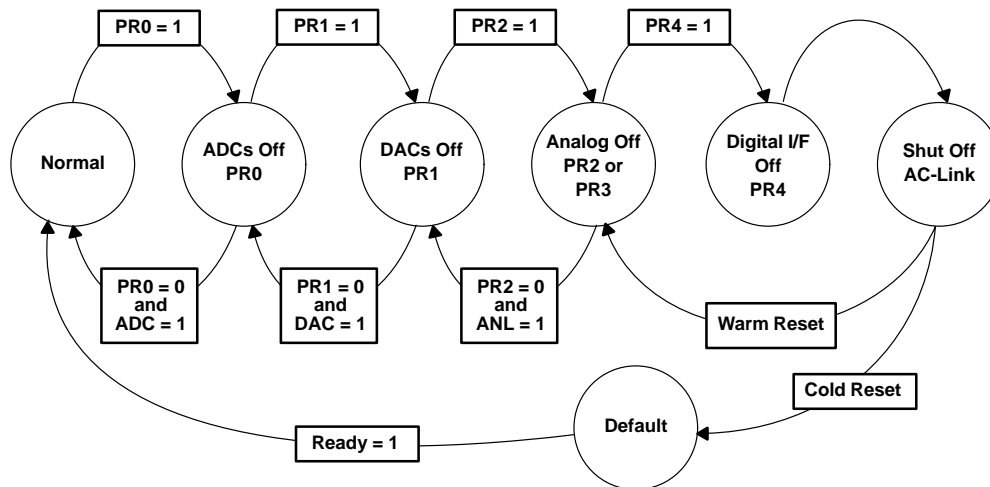 PR0 = 1
PR1 = 1
PR2 = 1
PR4 = 1
Normal
ADCs Off
PR0
DACs Off
PR1
Analog Off
PR2 or
PR3
Digital I/F
Off
PR4
Shut Off
AC-Link
PR0 = 0
and
ADC = 1
PR1 = 0
and
DAC = 1
PR2 = 0
and
ANL = 1
Warm Reset
Cold Reset
Default
Ready = 1